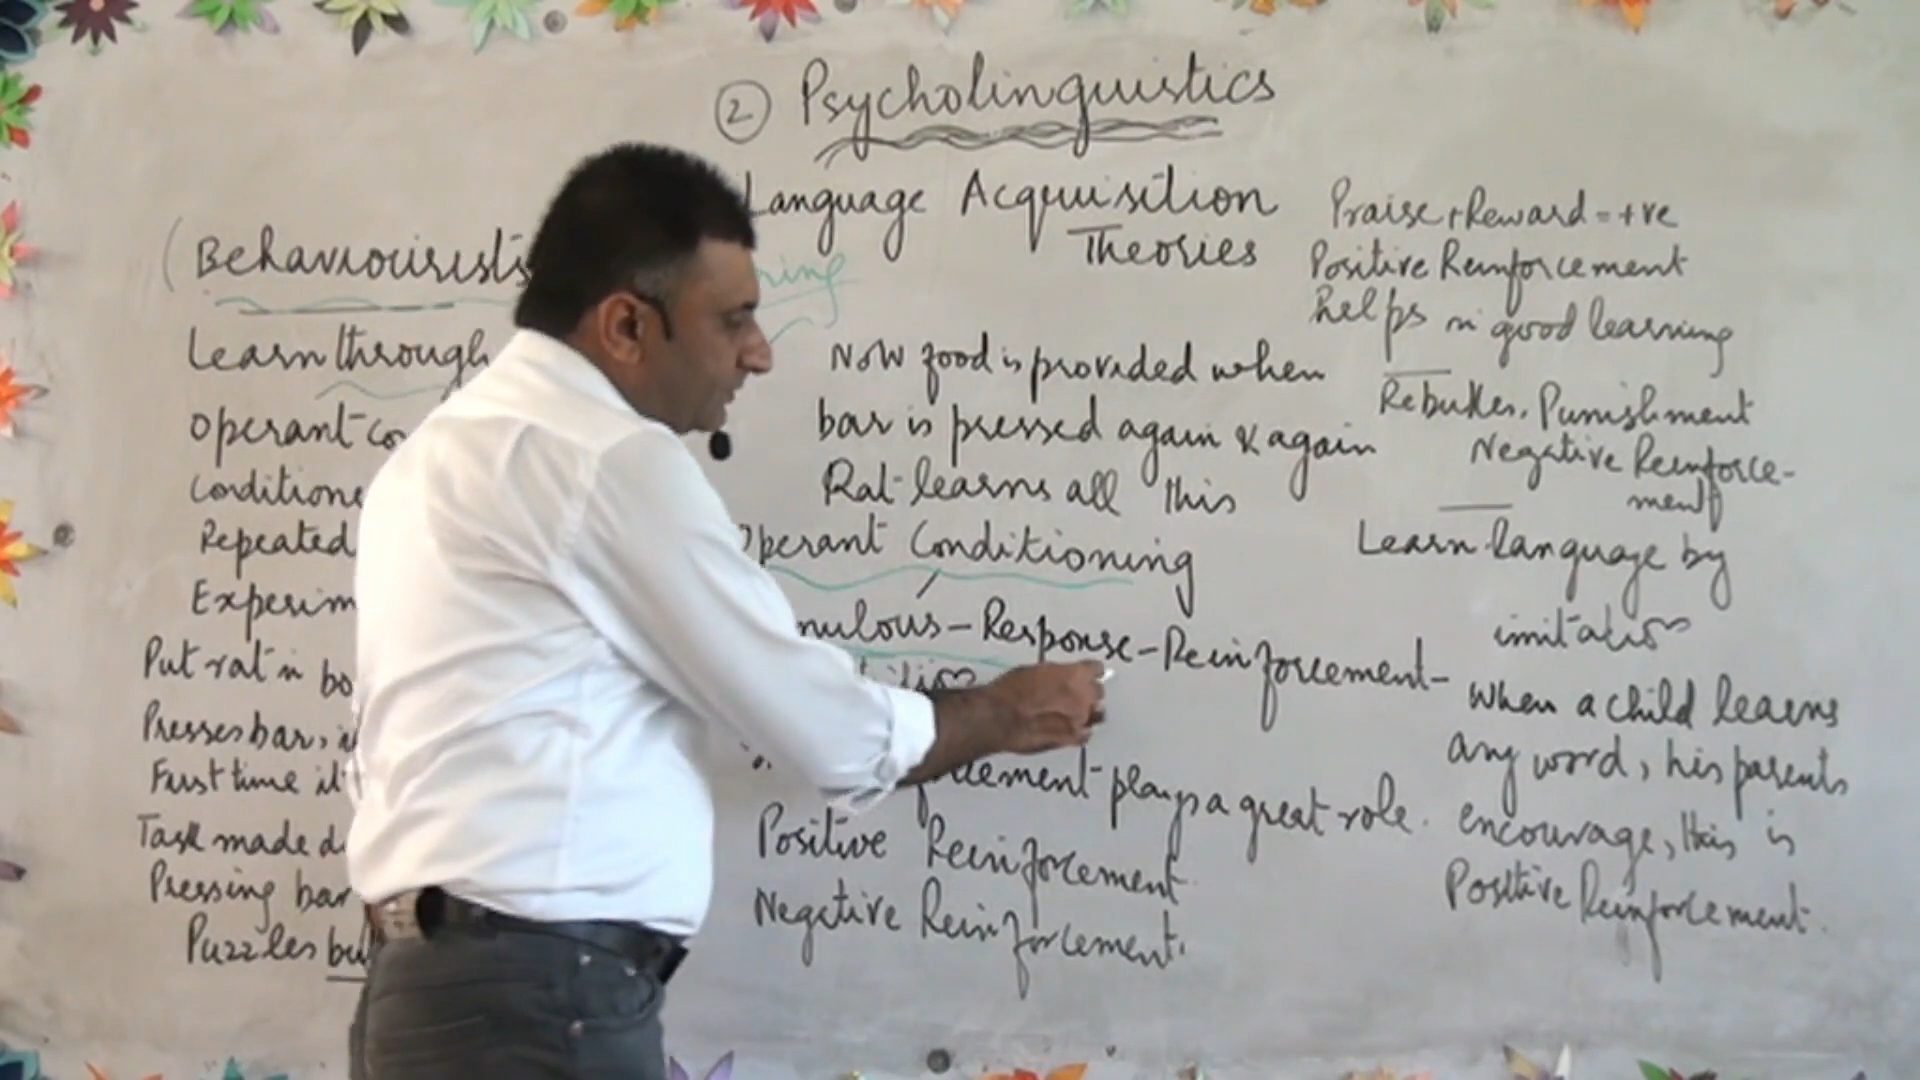 ② Psycholinguistics
Language Acquisition
Theories
(Behaviourists
Learn through
Operant
Conditione
Repeated
Experim
Put rat in bo
Presses bar,
First time it
Task made d
Pressing bar
Puzzles bu
Now food is provided when
bar is pressed again & again
Rat learns all this
Operant Conditioning
mulous - Response - Reinforcement -
cement plays a great role.
Positive Reinforcement
Negative Reinforcement.
Praise + Reward = +ve
Positive Reinforcement
helps in good learning
Rebukes, Punishment
Negative Reinforce-
ment
Learn language by
imitation
When a child learns
any word, his parents
encourage, this is
Positive Reinforcement.